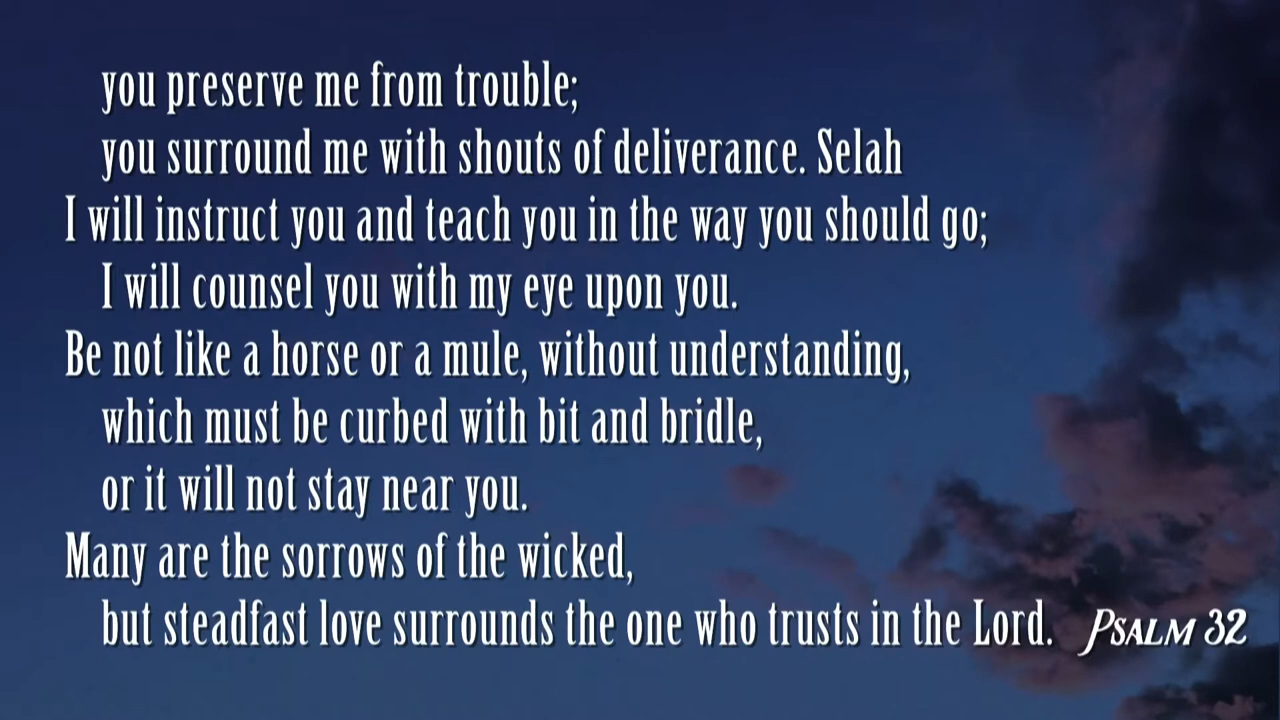 you preserve me from trouble;
you surround me with shouts of deliverance. Selah
I will instruct you and teach you in the way you should go;
I will counsel you with my eye upon you.
Be not like a horse or a mule, without understanding,
which must be curbed with bit and bridle,
or it will not stay near you.
Many are the sorrows of the wicked,
but steadfast love surrounds the one who trusts in the Lord. Psalm 32